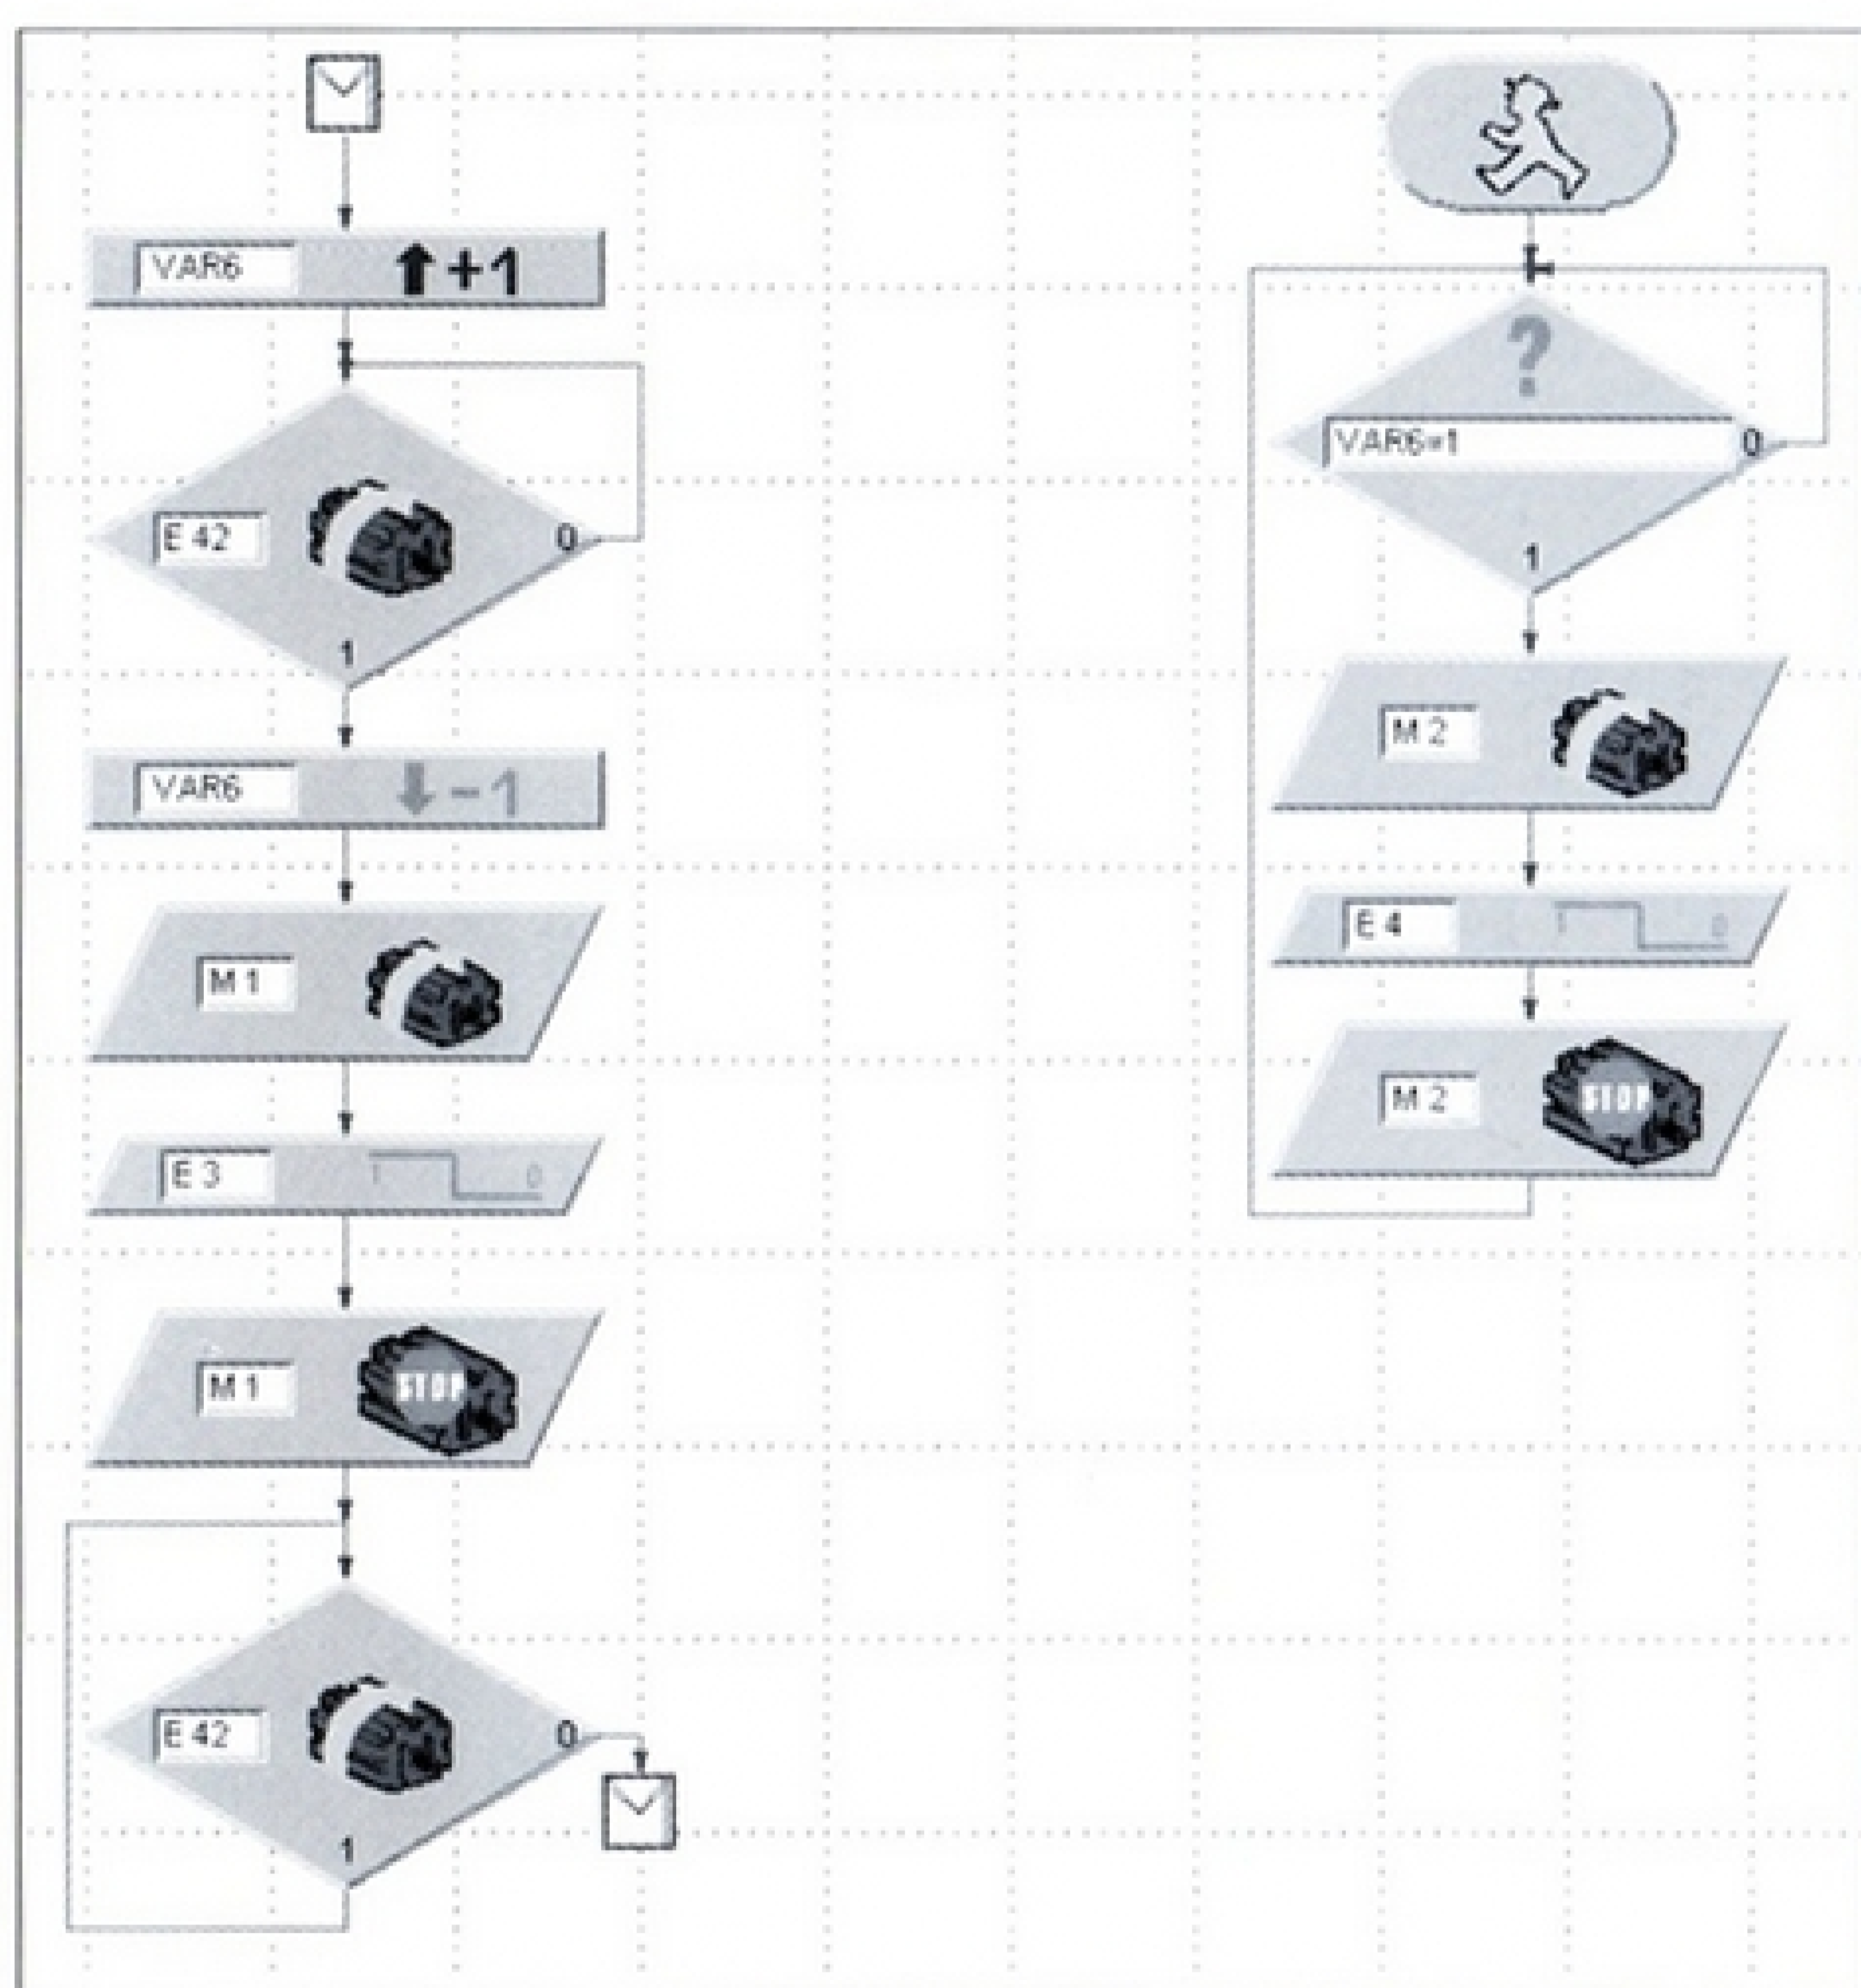 VAR6 +1
E 42 0
1
VAR6 -1
M 1
E 3 1 0
M 1 STOP
E 42 0
1
?
VAR6=1 0
1
M 2
E 4 1 0
M 2 STOP